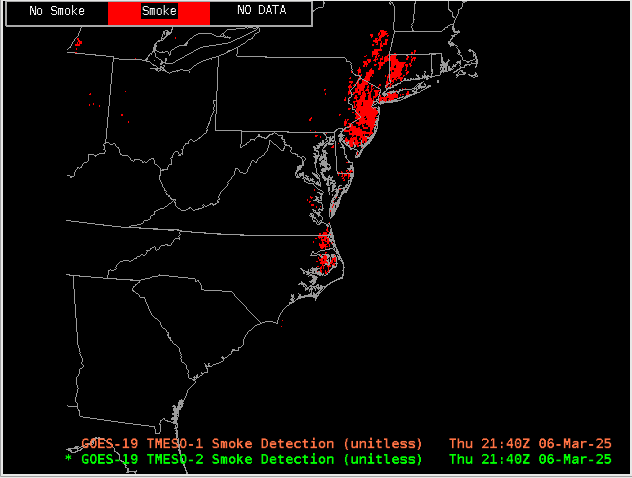 No Smoke Smoke NO DATA
GOES-19 TMESO-1 Smoke Detection (unitless) Thu 21:40Z 06-Mar-25
* GOES-19 TMESO-2 Smoke Detection (unitless) Thu 21:40Z 06-Mar-25